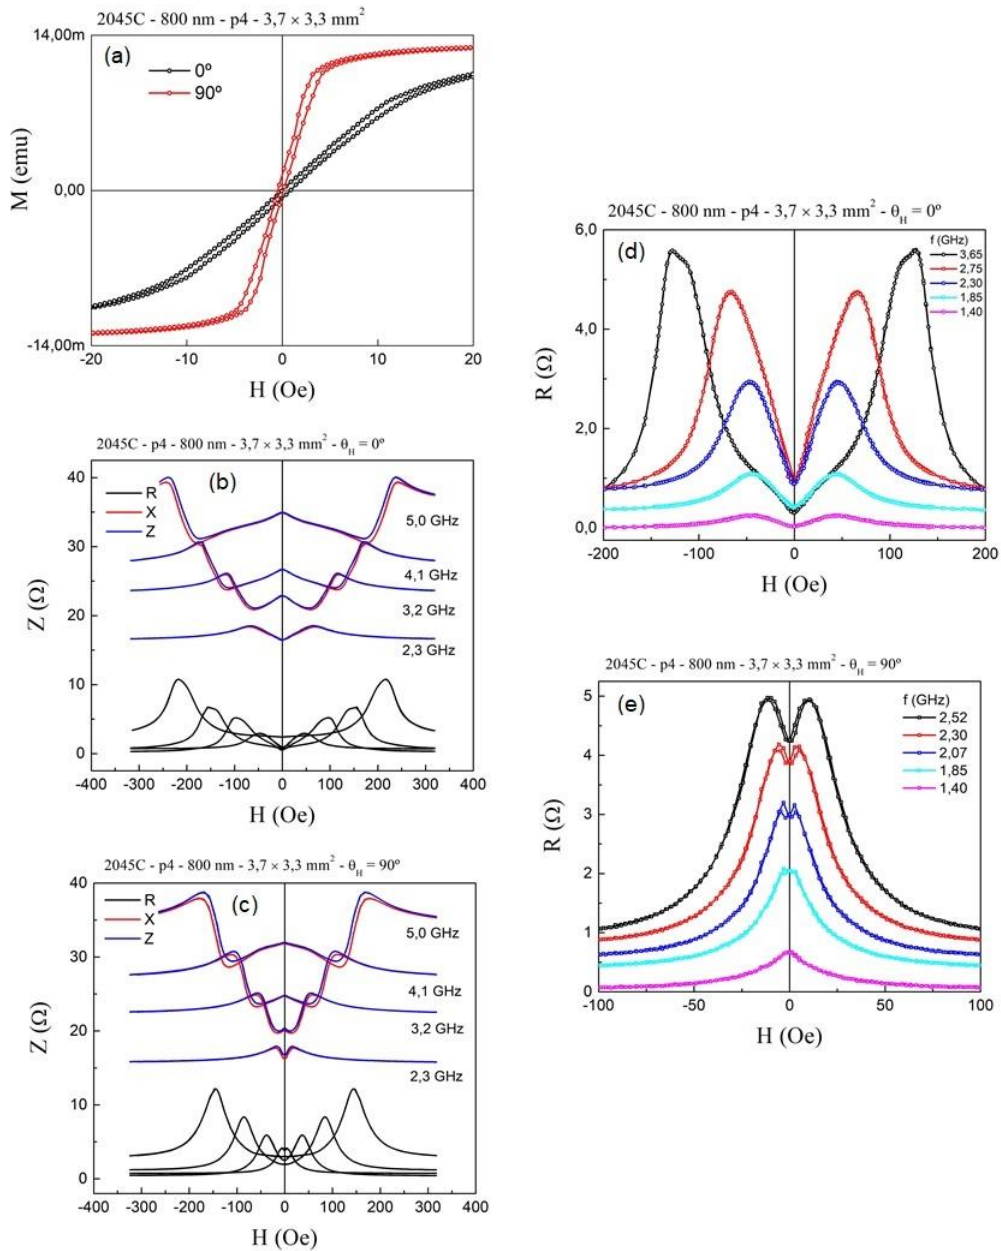 2045C - 800 nm - p4 - 3,7 × 3,3 mm²
(a)
0º
90º
14,00m
0,00
-14,00m
M (emu)
-20 -10 0 10 20
H (Oe)
2045C - p4 - 800 nm - 3,7 × 3,3 mm² - θH = 0º
(b)
R
X
Z
40
30
20
10
0
Z (Ω)
5,0 GHz
4,1 GHz
3,2 GHz
2,3 GHz
-400 -300 -200 -100 0 100 200 300 400
H (Oe)
2045C - p4 - 800 nm - 3,7 × 3,3 mm² - θH = 90º
(c)
R
X
Z
40
30
20
10
0
Z (Ω)
5,0 GHz
4,1 GHz
3,2 GHz
2,3 GHz
-400 -300 -200 -100 0 100 200 300 400
H (Oe)
2045C - 800 nm - p4 - 3,7 × 3,3 mm² - θH = 0º
(d)
f (GHz)
3,65
2,75
2,30
1,85
1,40
6,0
4,0
2,0
0,0
R (Ω)
-200 -100 0 100 200
H (Oe)
2045C - p4 - 800 nm - 3,7 × 3,3 mm² - θH = 90º
(e)
f (GHz)
2,52
2,30
2,07
1,85
1,40
5
4
3
2
1
0
R (Ω)
-100 -50 0 50 100
H (Oe)